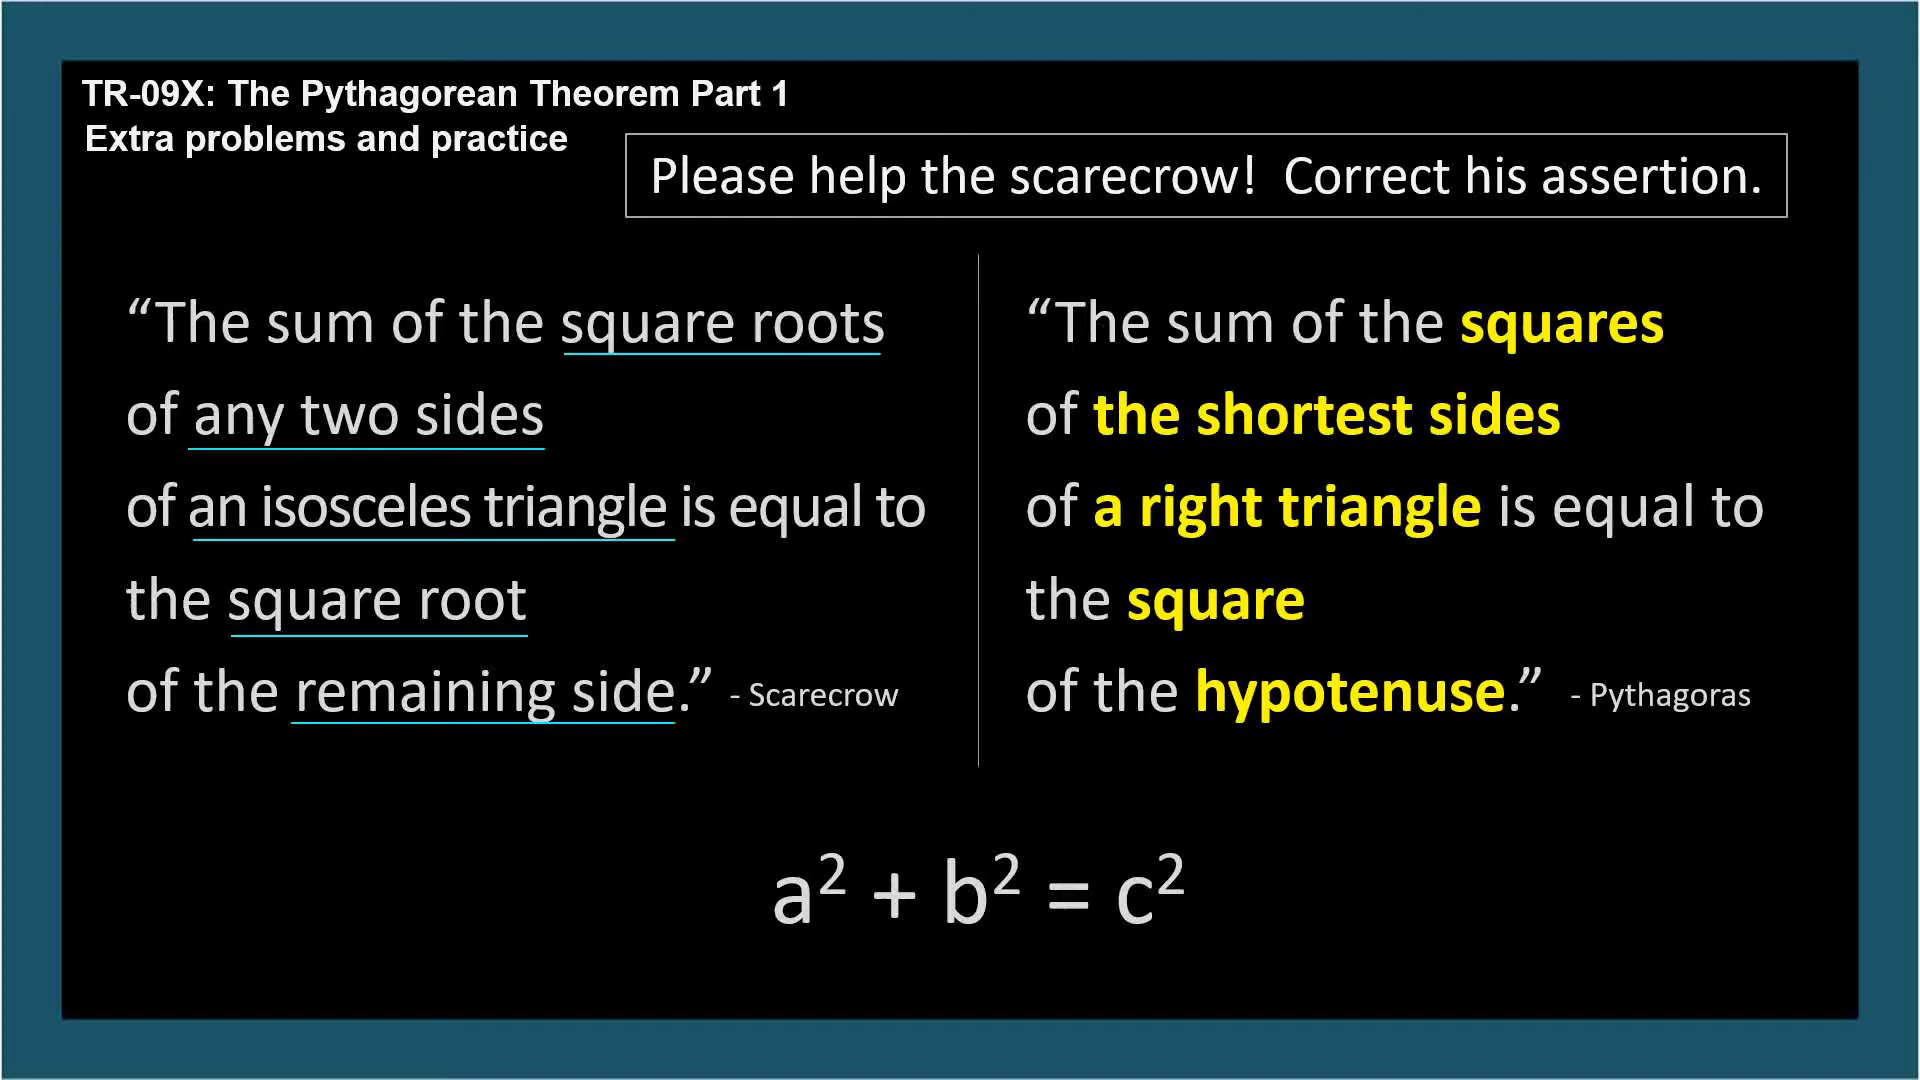 TR-09X: The Pythagorean Theorem Part 1
Extra problems and practice
Please help the scarecrow!  Correct his assertion.
“The sum of the square roots
of any two sides
of an isosceles triangle is equal to
the square root
of the remaining side.” - Scarecrow
“The sum of the squares
of the shortest sides
of a right triangle is equal to
the square
of the hypotenuse.” - Pythagoras
a² + b² = c²